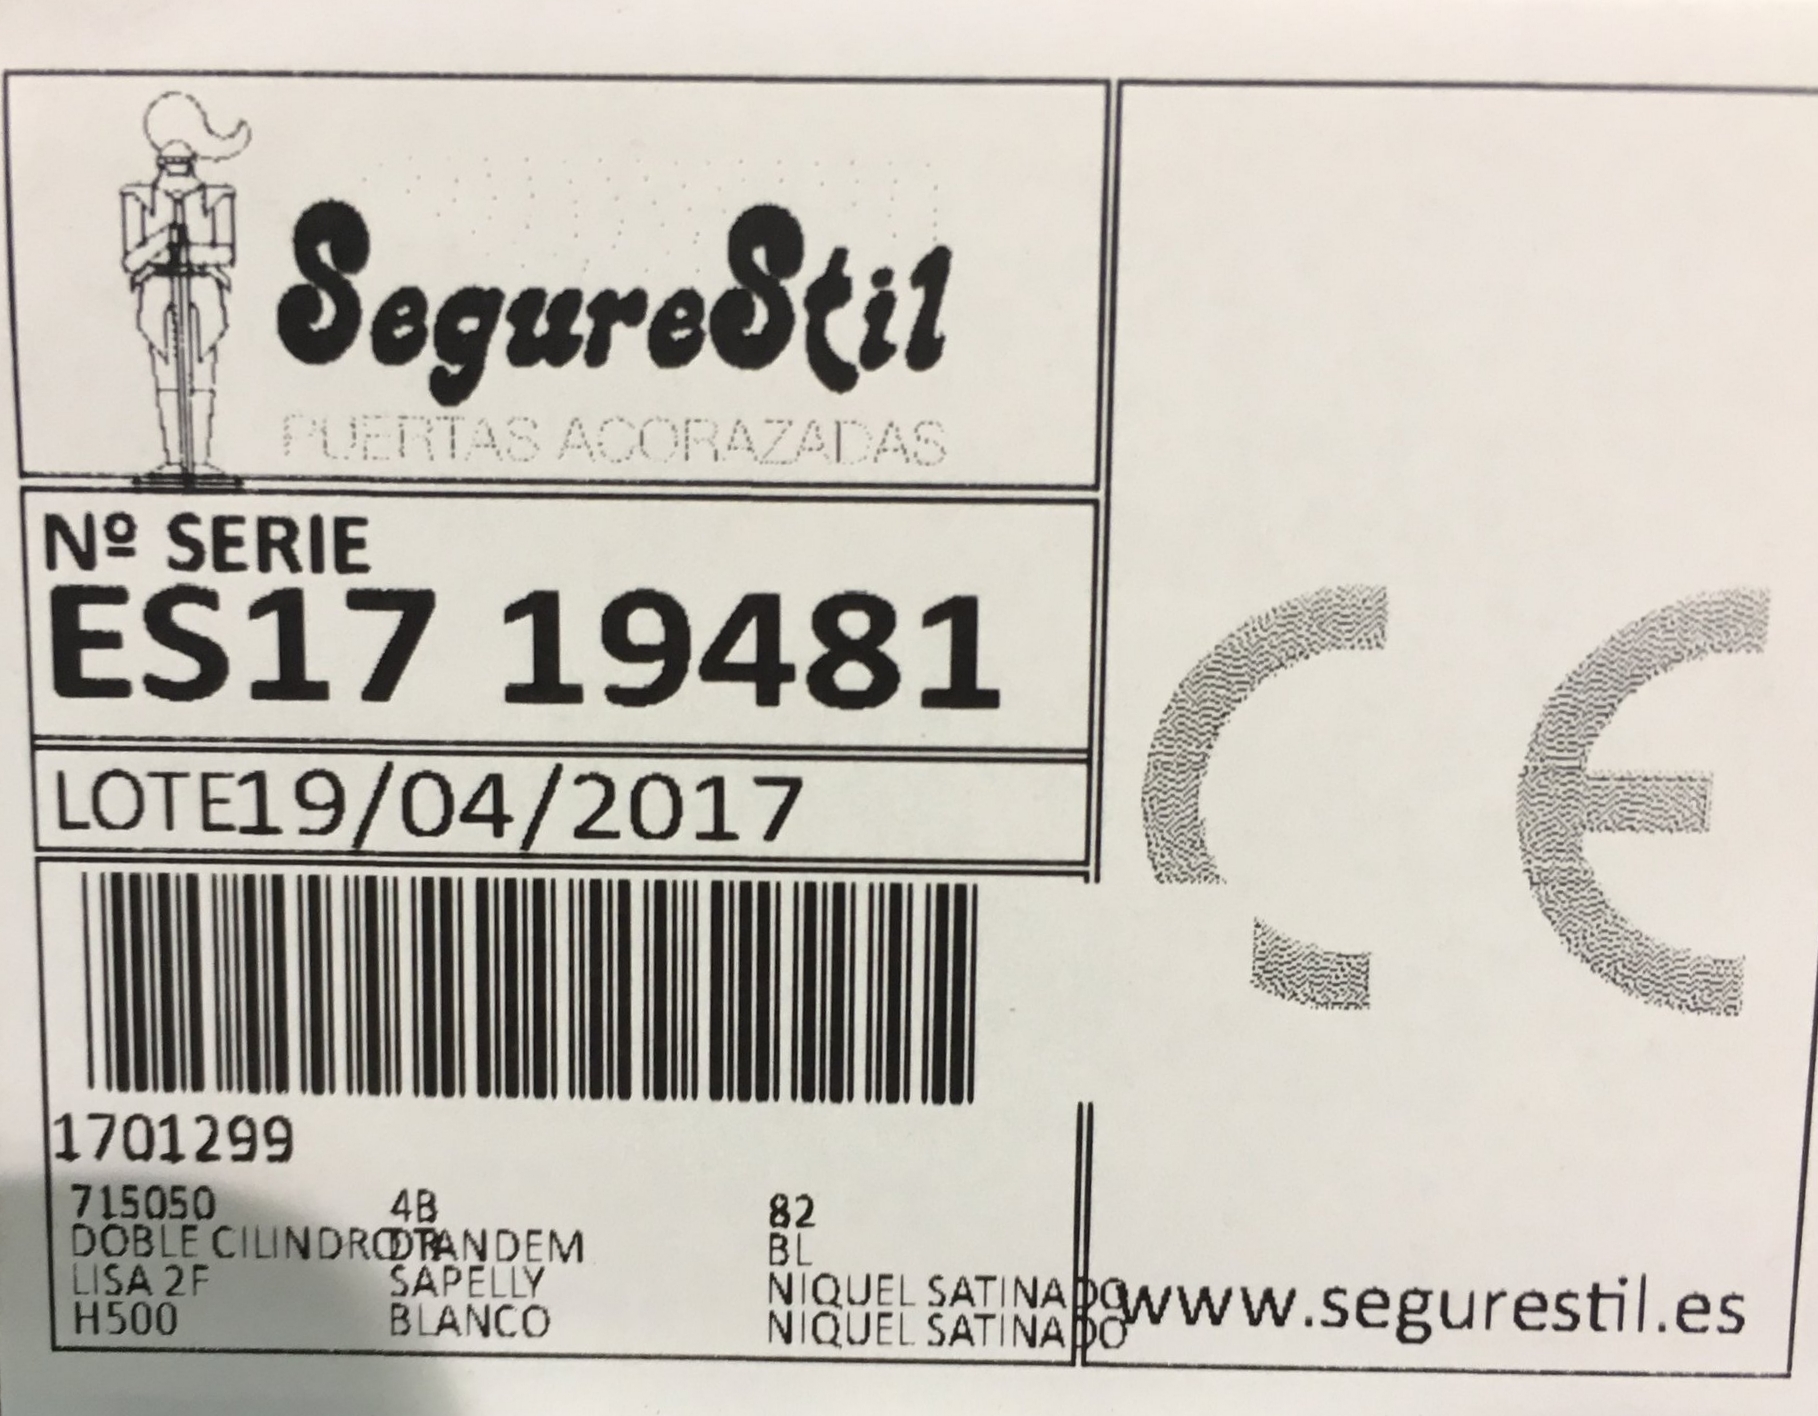 SegureStil
PUERTAS ACORAZADAS
Nº SERIE
ES17 19481
LOTE19/04/2017
1701299
715050 4B 82
DOBLE CILINDRO TANDEM BL
LISA 2F SAPELLY NIQUEL SATINADO
H500 BLANCO NIQUEL SATINADO
CE
www.segurestil.es